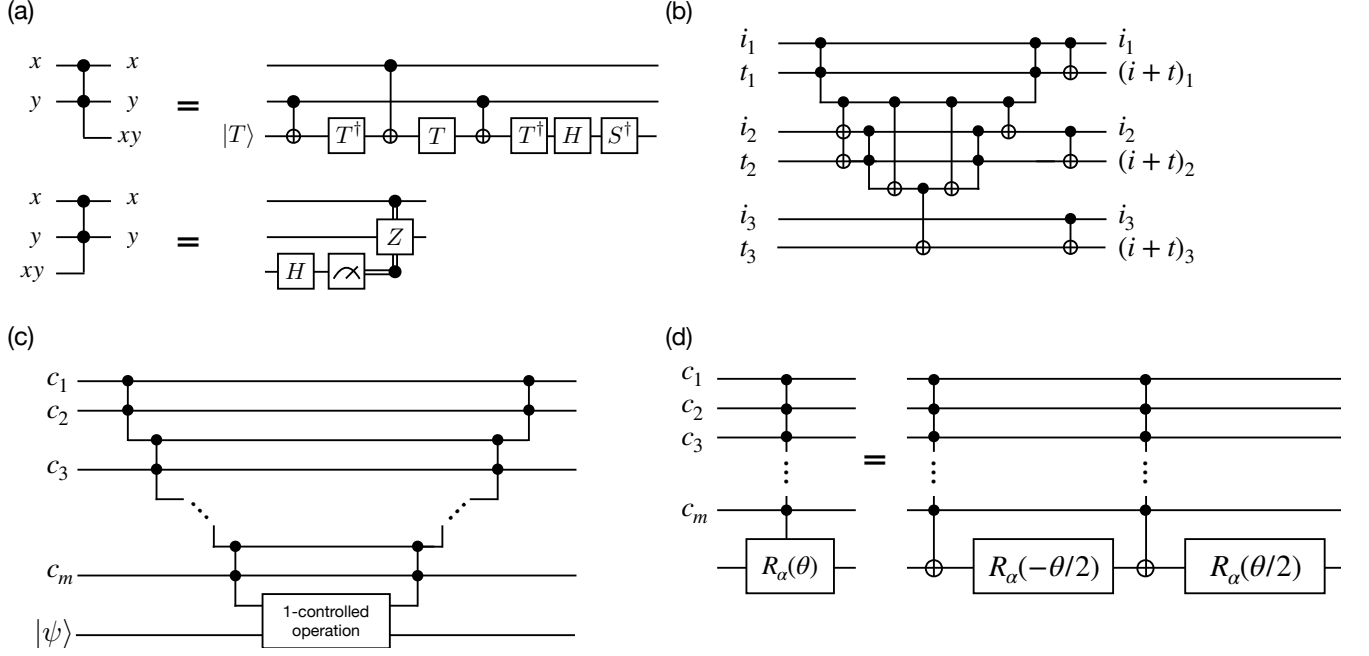 (a)
x x
y = y
xy
|T⟩ T† T T† H S†
x x
y = y
xy
H Z
(b)
i₁ i₁
t₁ (i + t)₁
i₂ i₂
t₂ (i + t)₂
i₃ i₃
t₃ (i + t)₃
(c)
c₁
c₂
c₃
cₘ
1-controlled
operation
|ψ⟩
(d)
c₁
c₂
c₃
=
cₘ
Rα(θ) Rα(−θ/2) Rα(θ/2)